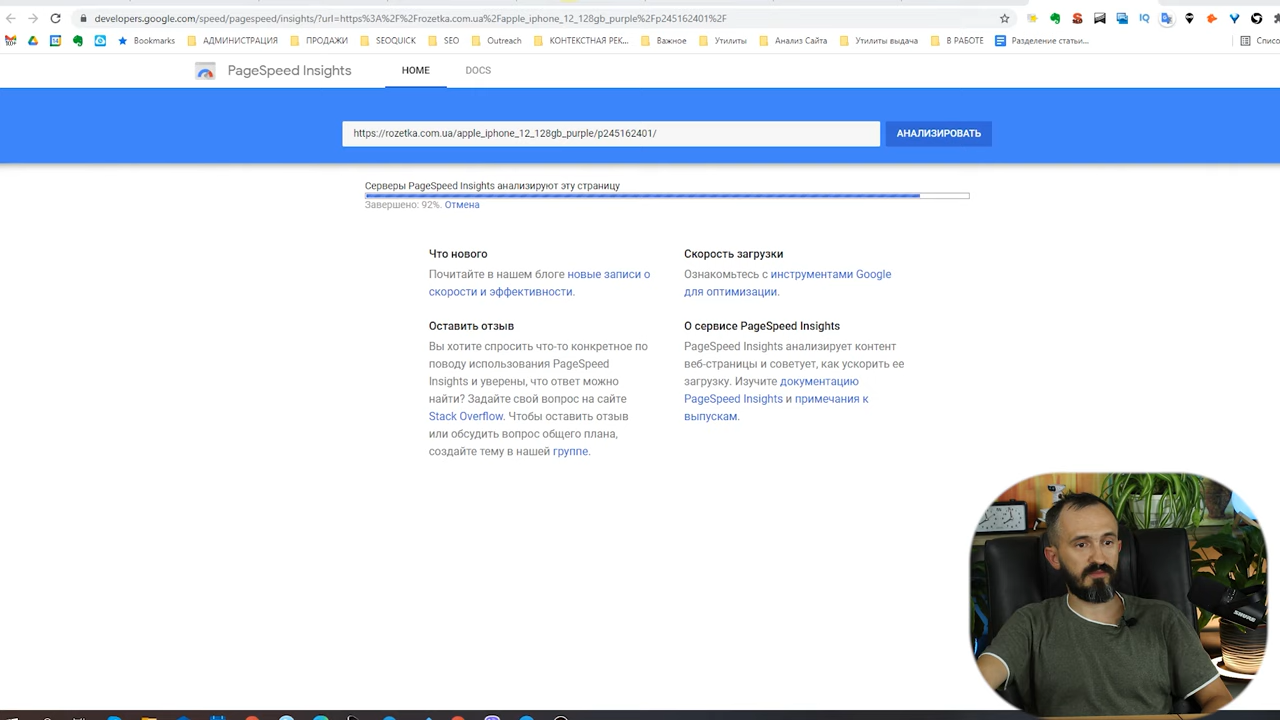 developers.google.com/speed/pagespeed/insights/?url=https%3A%2F%2Frozetka.com.ua%2Fapple_iphone_12_128gb_purple%2Fp245162401%2F
Bookmarks АДМИНИСТРАЦИЯ ПРОДАЖИ SEOQUICK SEO Outreach КОНТЕКСТНАЯ РЕК... Важное Утилиты Анализ Сайта Утилиты выдача В РАБОТЕ Разделение статьи... Списо
PageSpeed Insights HOME DOCS
https://rozetka.com.ua/apple_iphone_12_128gb_purple/p245162401/ АНАЛИЗИРОВАТЬ
Серверы PageSpeed Insights анализируют эту страницу
Завершено: 92%. Отмена
Что нового
Почитайте в нашем блоге новые записи о
скорости и эффективности.
Скорость загрузки
Ознакомьтесь с инструментами Google
для оптимизации.
Оставить отзыв
Вы хотите спросить что-то конкретное по
поводу использования PageSpeed
Insights и уверены, что ответ можно
найти? Задайте свой вопрос на сайте
Stack Overflow. Чтобы оставить отзыв
или обсудить вопрос общего плана,
создайте тему в нашей группе.
О сервисе PageSpeed Insights
PageSpeed Insights анализирует контент
веб-страницы и советует, как ускорить ее
загрузку. Изучите документацию
PageSpeed Insights и примечания к
выпускам.
SHURE